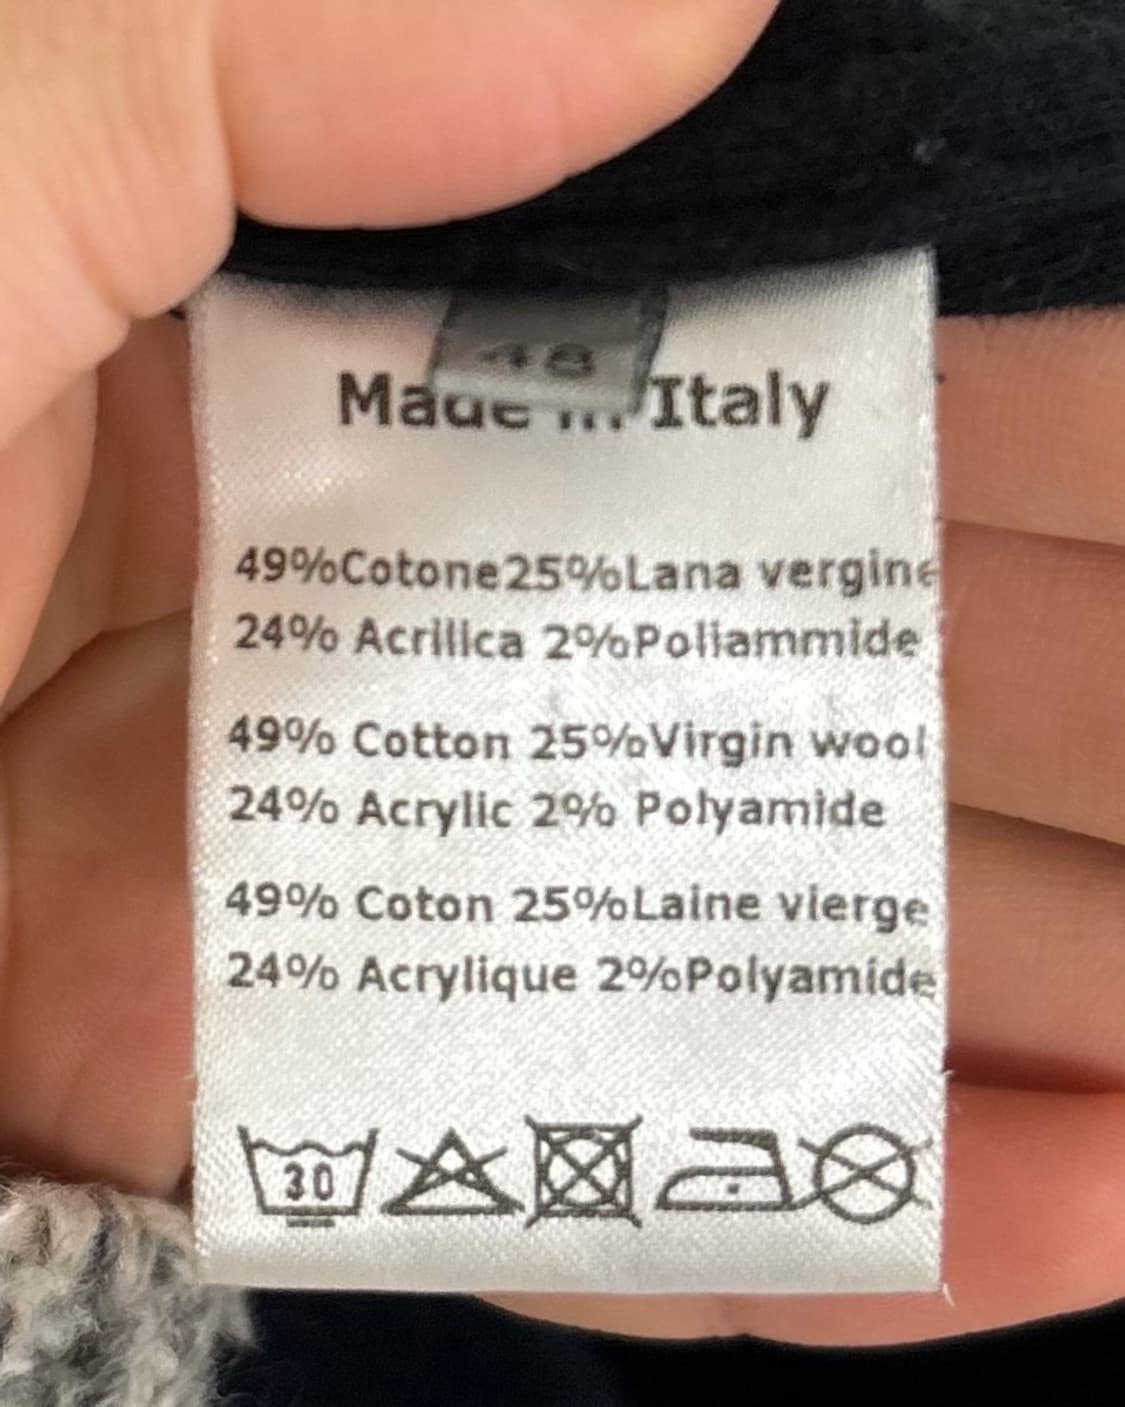 48
Made in Italy
49%Cotone25%Lana vergine
24% Acrilica 2%Poliammide
49% Cotton 25%Virgin wool
24% Acrylic 2% Polyamide
49% Coton 25%Laine vierge
24% Acrylique 2%Polyamide
30